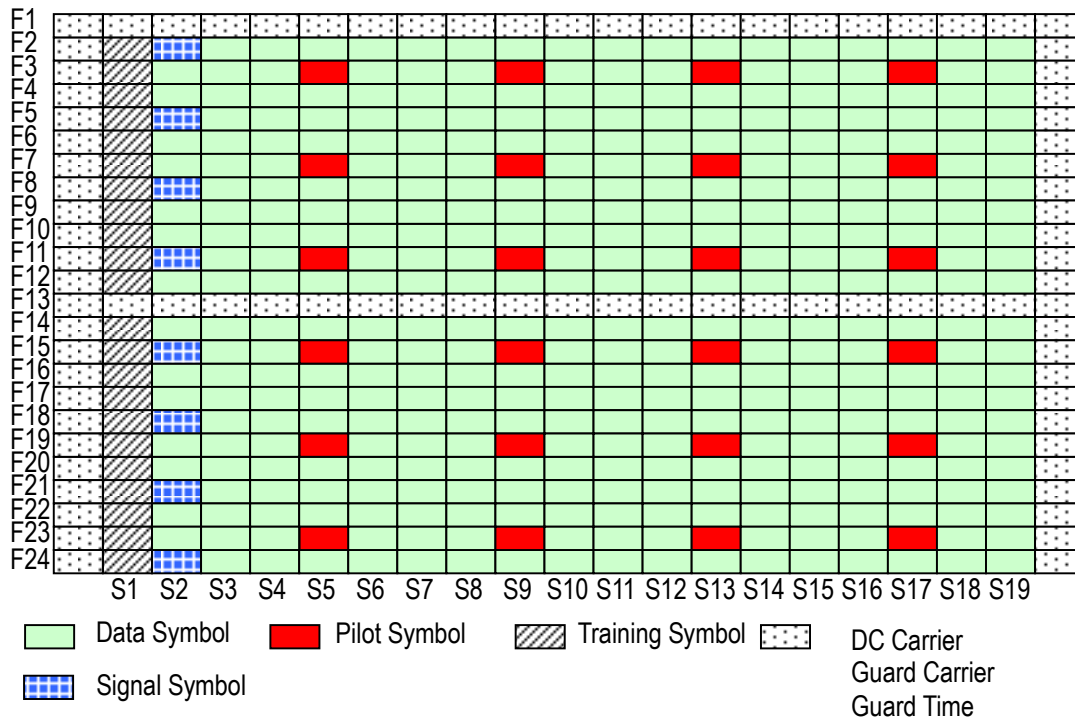 F1
F2
F3
F4
F5
F6
F7
F8
F9
F10
F11
F12
F13
F14
F15
F16
F17
F18
F19
F20
F21
F22
F23
F24
S1 S2 S3 S4 S5 S6 S7 S8 S9 S10 S11 S12 S13 S14 S15 S16 S17 S18 S19
Data Symbol Pilot Symbol Training Symbol DC Carrier
Signal Symbol Guard Carrier
Guard Time